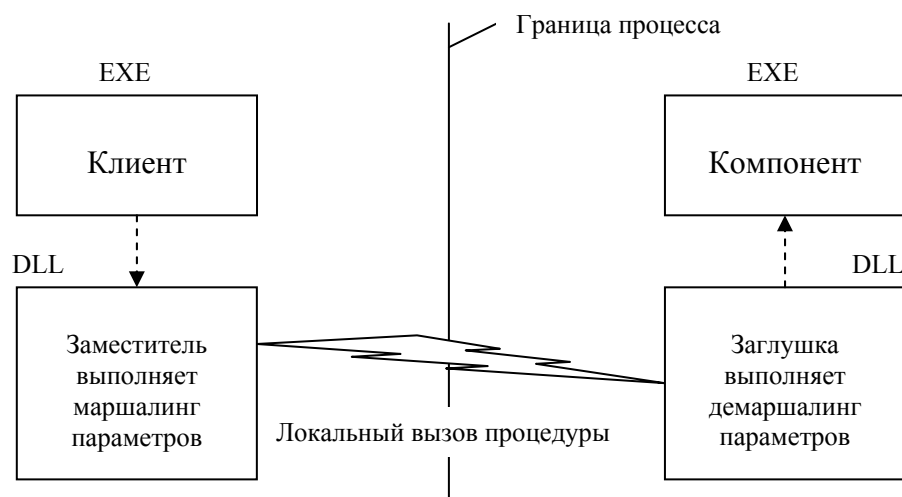 Граница процесса
EXE
EXE
Клиент
Компонент
DLL
DLL
Заместитель
выполняет
маршалинг
параметров
Локальный вызов процедуры
Заглушка
выполняет
демаршалинг
параметров